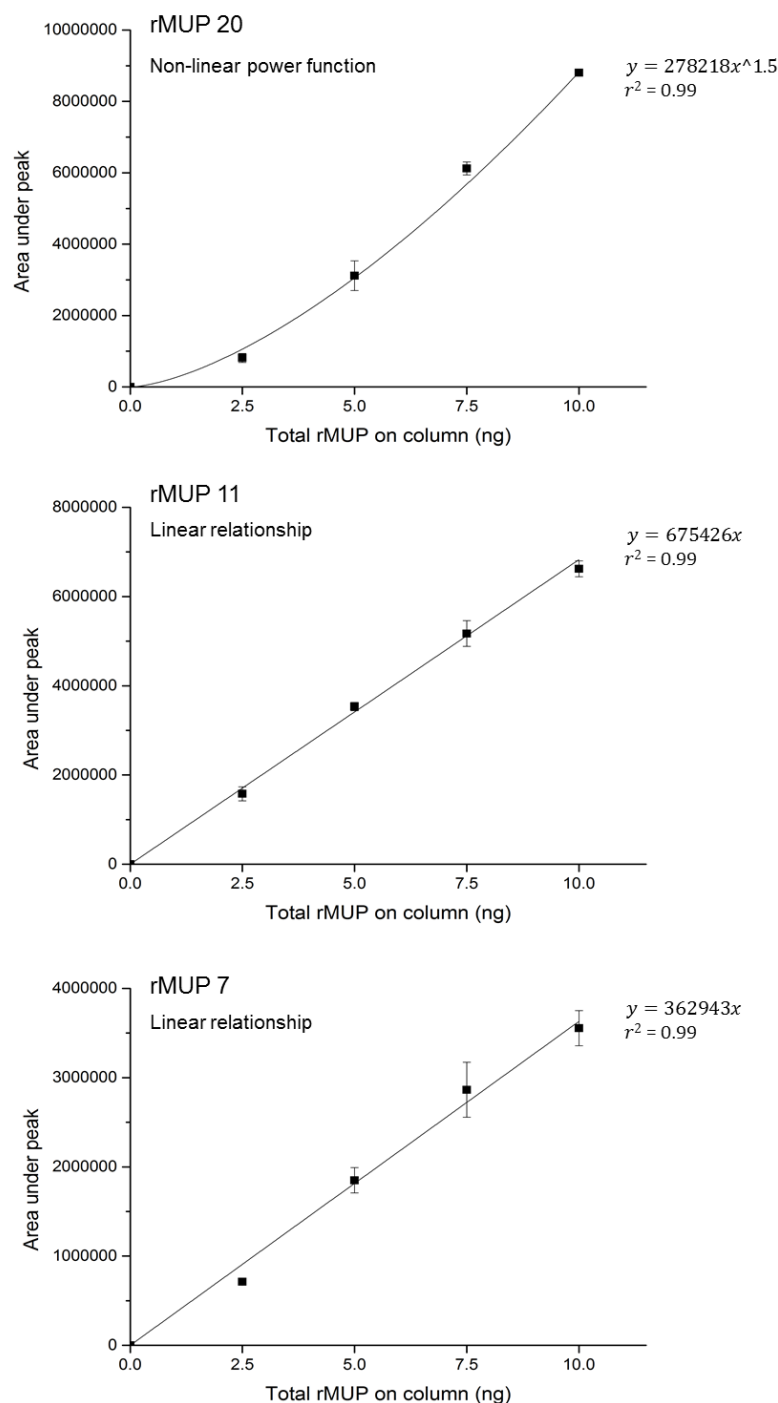 rMUP 20
Non-linear power function
y = 278218x^1.5
r² = 0.99
10000000
8000000
6000000
4000000
2000000
0
Area under peak
0.0 2.5 5.0 7.5 10.0
Total rMUP on column (ng)
rMUP 11
Linear relationship
y = 675426x
r² = 0.99
8000000
6000000
4000000
2000000
0
Area under peak
0.0 2.5 5.0 7.5 10.0
Total rMUP on column (ng)
rMUP 7
Linear relationship
y = 362943x
r² = 0.99
4000000
3000000
2000000
1000000
0
Area under peak
0.0 2.5 5.0 7.5 10.0
Total rMUP on column (ng)